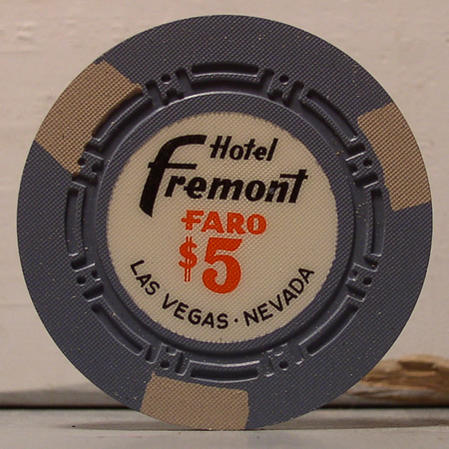 Hotel
Fremont
FARO
$5
LAS VEGAS · NEVADA